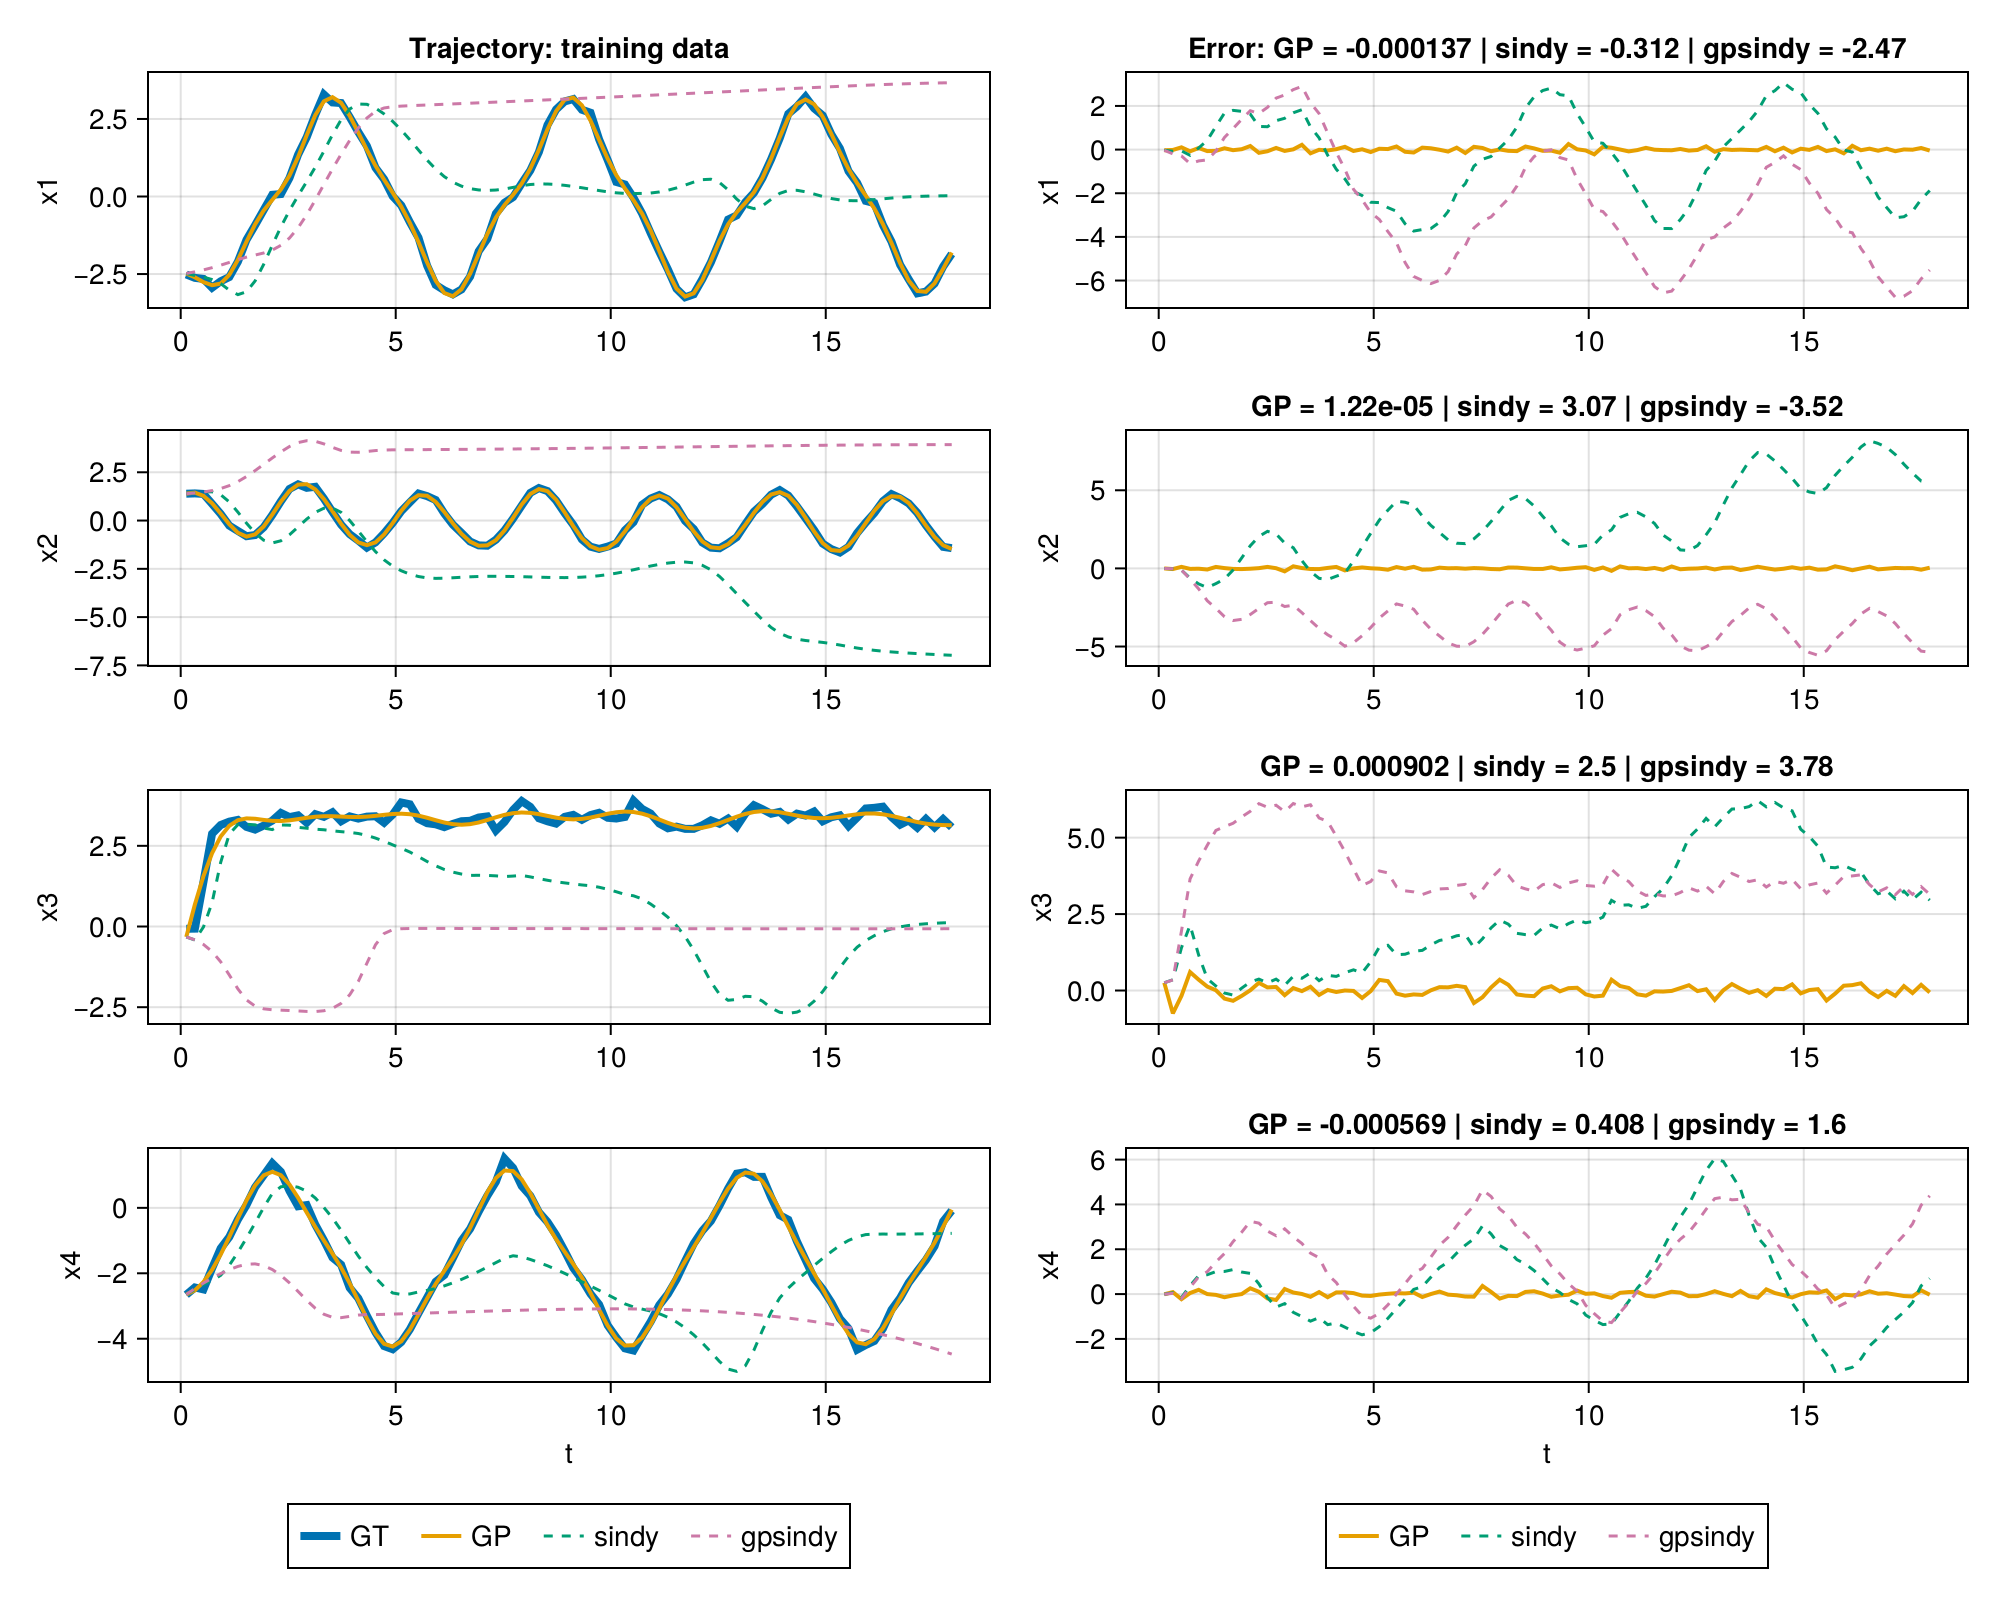 Trajectory: training data
x1
2.5
0.0
−2.5
0 5 10 15
Error: GP = -0.000137 | sindy = -0.312 | gpsindy = -2.47
x1
2
0
−2
−4
−6
0 5 10 15
x2
2.5
0.0
−2.5
−5.0
−7.5
0 5 10 15
GP = 1.22e-05 | sindy = 3.07 | gpsindy = -3.52
x2
5
0
−5
0 5 10 15
x3
2.5
0.0
−2.5
0 5 10 15
GP = 0.000902 | sindy = 2.5 | gpsindy = 3.78
x3
5.0
2.5
0.0
0 5 10 15
x4
0
−2
−4
0 5 10 15
t
GP = -0.000569 | sindy = 0.408 | gpsindy = 1.6
x4
6
4
2
0
−2
0 5 10 15
t
GT GP sindy gpsindy
GP sindy gpsindy